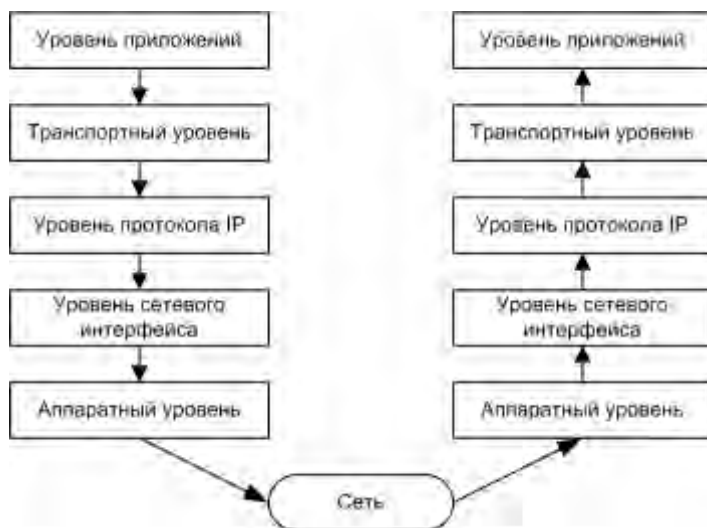 Уровень приложений
Транспортный уровень
Уровень протокола IP
Уровень сетевого
интерфейса
Аппаратный уровень
Уровень приложений
Транспортный уровень
Уровень протокола IP
Уровень сетевого
интерфейса
Аппаратный уровень
Сеть